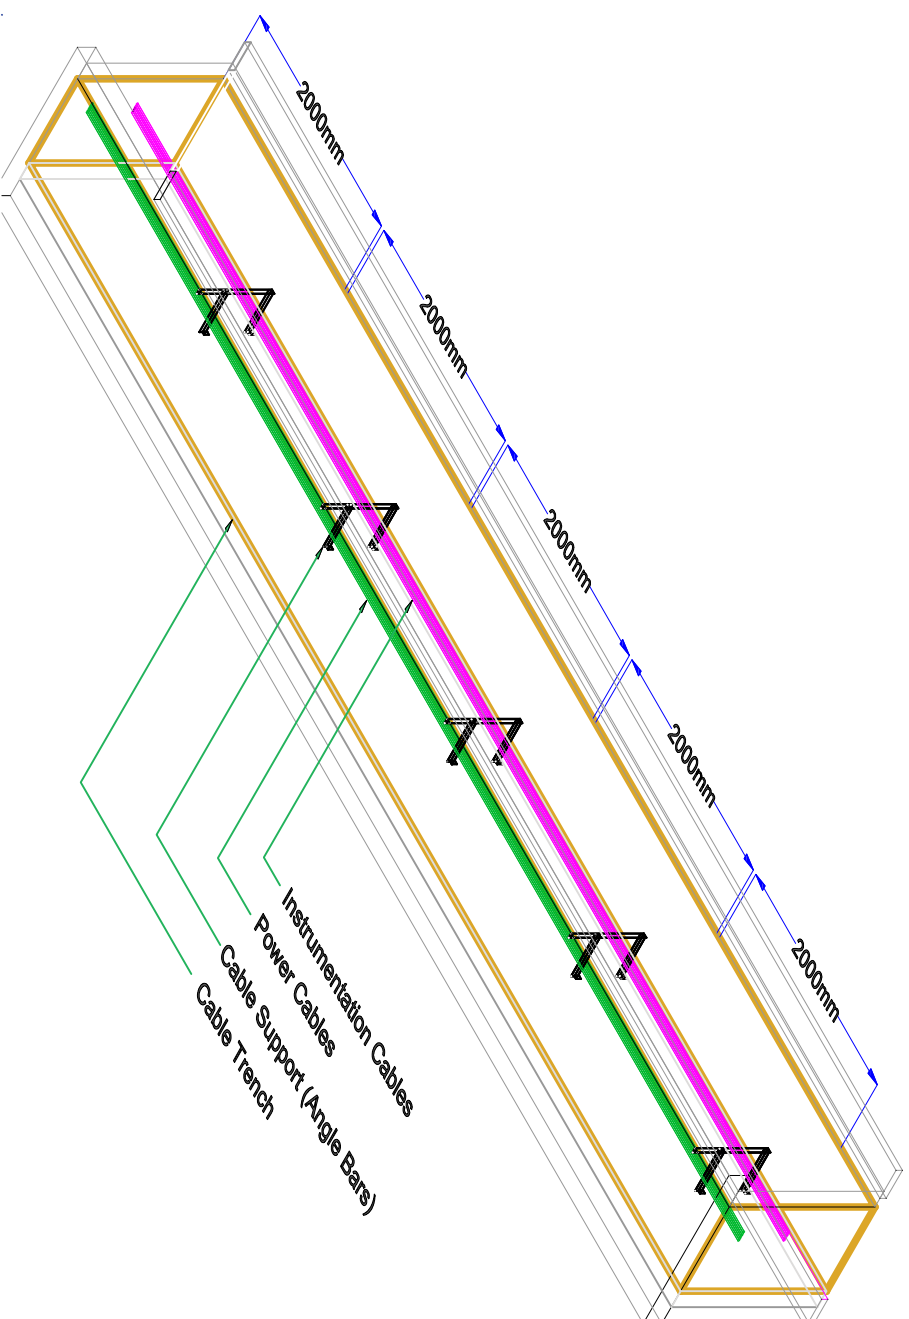 2000mm
2000mm
2000mm
2000mm
2000mm
Instrumentation Cables
Power Cables
Cable Support (Angle Bars)
Cable Trench